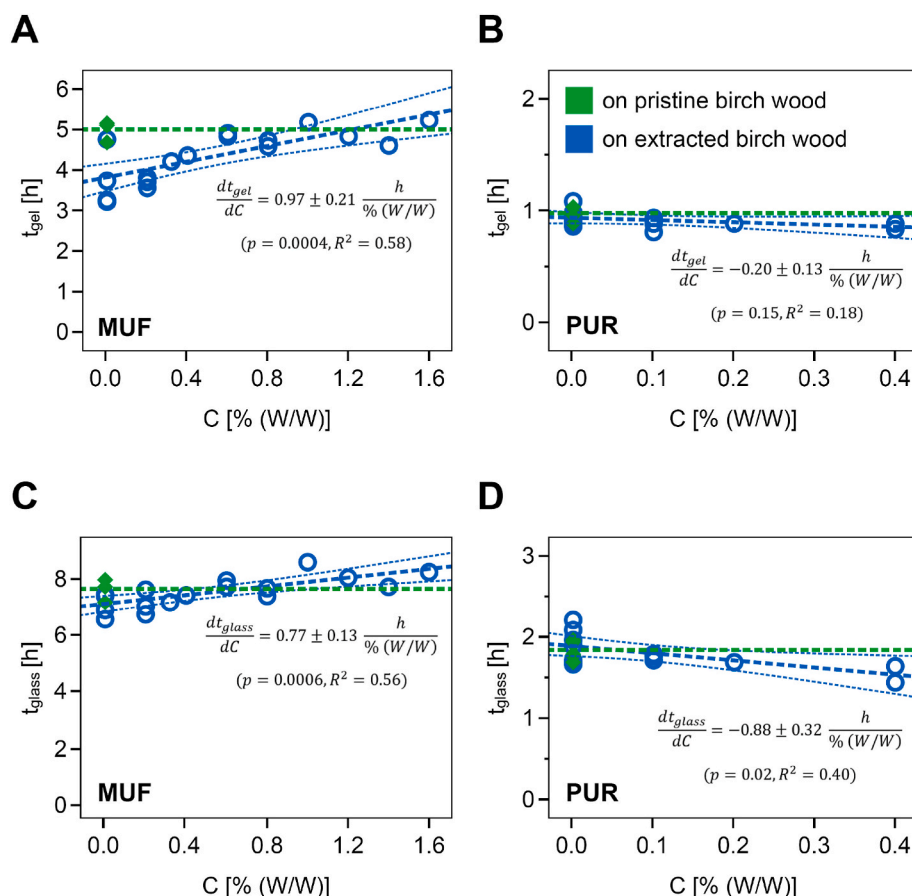 A
t_gel [h]
6
5
4
3
2
1
0
dt_gel/dC = 0.97 ± 0.21 h/% (W/W)
(p = 0.0004, R² = 0.58)
MUF
0.0 0.4 0.8 1.2 1.6
C [% (W/W)]
B
t_gel [h]
2
1
0
on pristine birch wood
on extracted birch wood
dt_gel/dC = −0.20 ± 0.13 h/% (W/W)
(p = 0.15, R² = 0.18)
PUR
0.0 0.1 0.2 0.3 0.4
C [% (W/W)]
C
t_glass [h]
8
6
4
2
0
dt_glass/dC = 0.77 ± 0.13 h/% (W/W)
(p = 0.0006, R² = 0.56)
MUF
0.0 0.4 0.8 1.2 1.6
C [% (W/W)]
D
t_glass [h]
3
2
1
0
dt_glass/dC = −0.88 ± 0.32 h/% (W/W)
(p = 0.02, R² = 0.40)
PUR
0.0 0.1 0.2 0.3 0.4
C [% (W/W)]